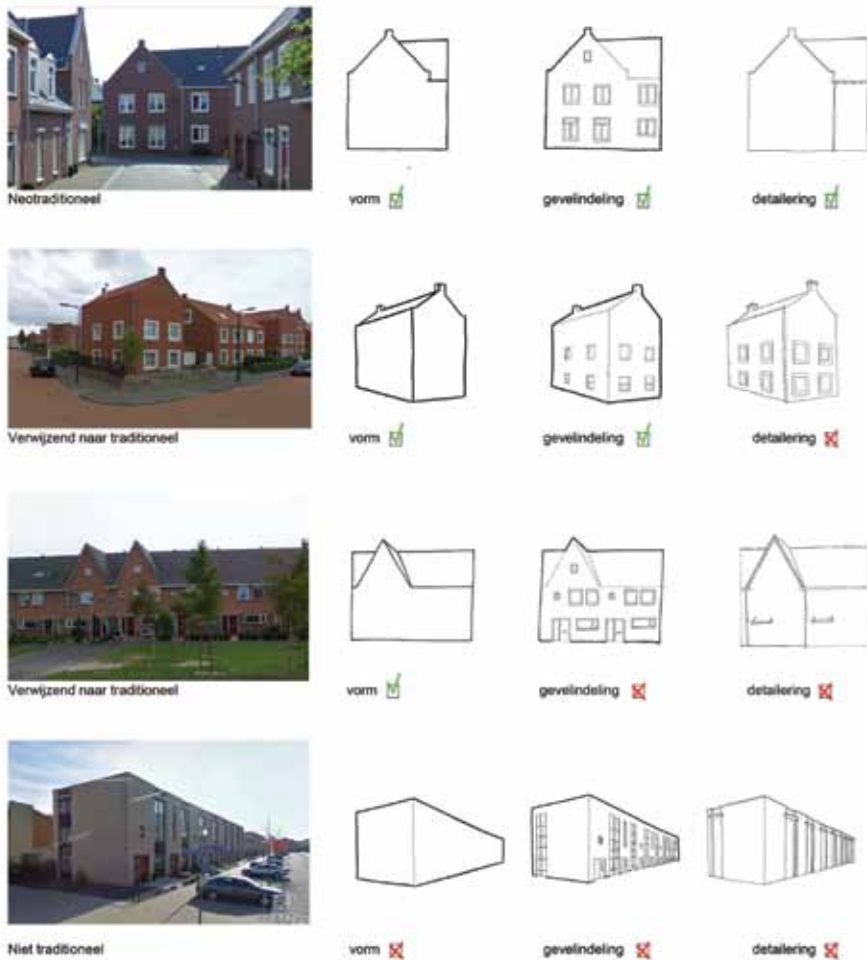 Neotraditioneel
vorm
gevelindeling
detailering
Verwijzend naar traditioneel
vorm
gevelindeling
detailering
Verwijzend naar traditioneel
vorm
gevelindeling
detailering
Niet traditioneel
vorm
gevelindeling
detailering